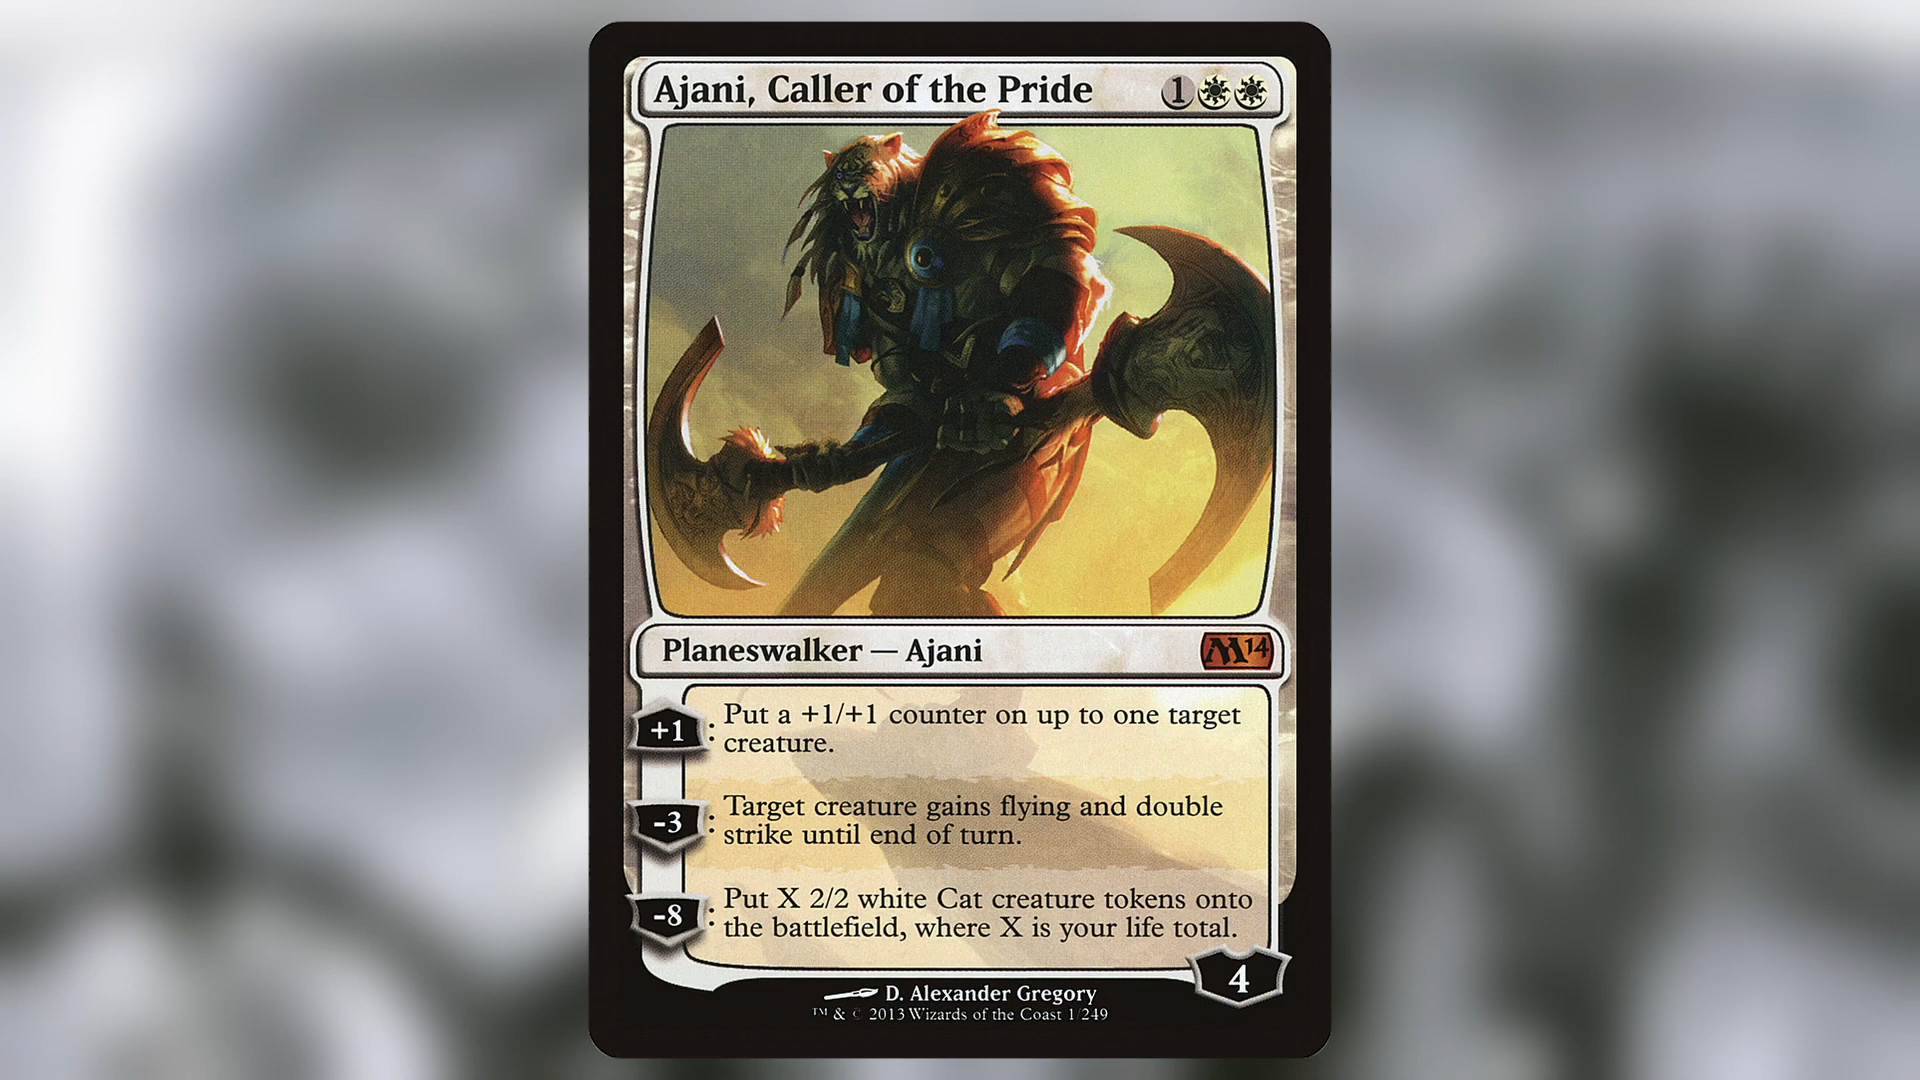 Ajani, Caller of the Pride 1
Planeswalker — Ajani M14
+1 : Put a +1/+1 counter on up to one target
creature.
-3 : Target creature gains flying and double
strike until end of turn.
-8 : Put X 2/2 white Cat creature tokens onto
the battlefield, where X is your life total.
4
D. Alexander Gregory
™ & © 2013 Wizards of the Coast 1/249